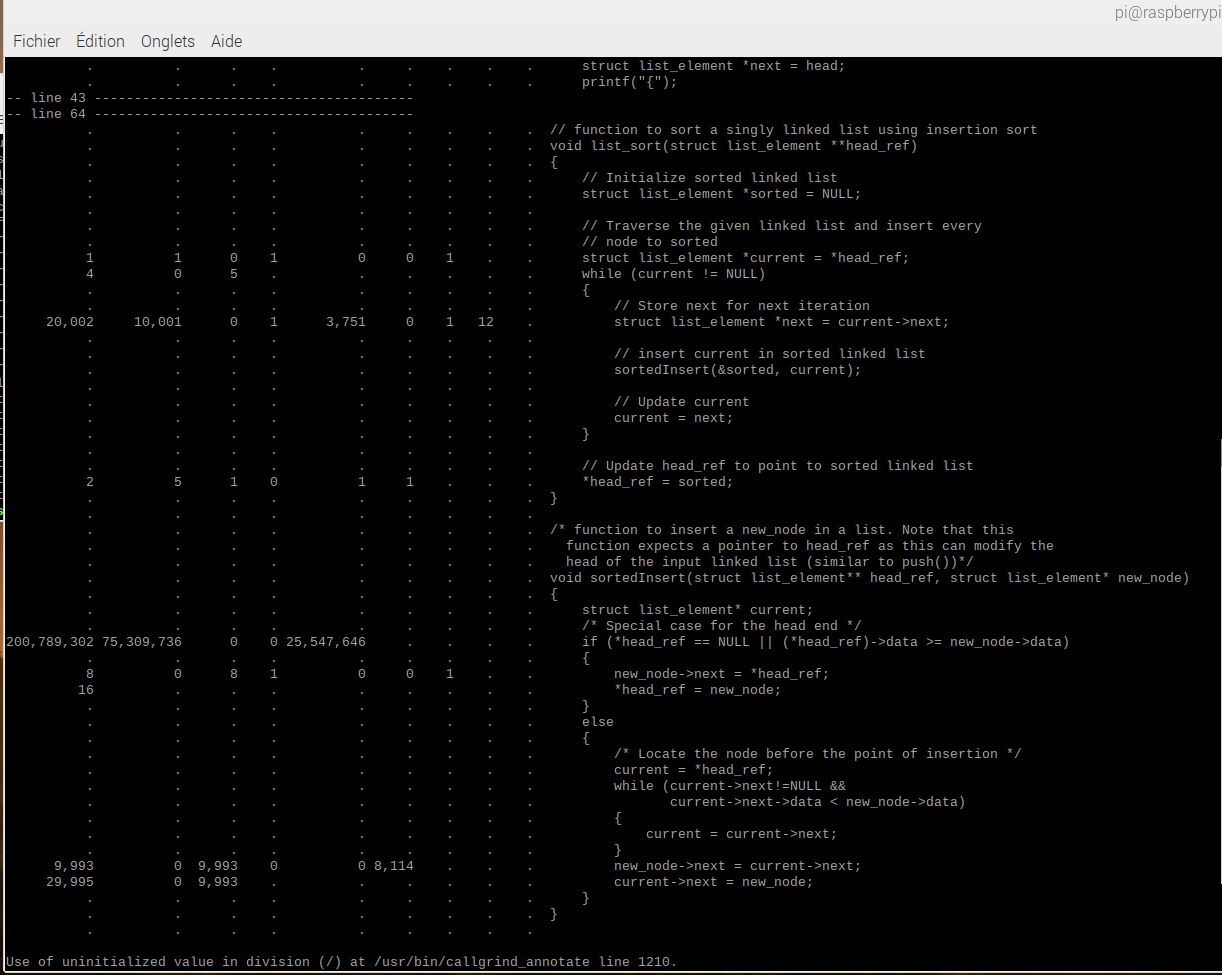 pi@raspberrypi
Fichier Édition Onglets Aide
. . . . . . . . . struct list_element *next = head;
. . . . . . . . . printf("{");
-- line 43 ----------------------------------------
-- line 64 ----------------------------------------
. . . . . . . . . // function to sort a singly linked list using insertion sort
. . . . . . . . . void list_sort(struct list_element **head_ref)
. . . . . . . . . {
. . . . . . . . . // Initialize sorted linked list
. . . . . . . . . struct list_element *sorted = NULL;
. . . . . . . . .
. . . . . . . . . // Traverse the given linked list and insert every
. . . . . . . . . // node to sorted
1 1 0 1 0 0 1 . . struct list_element *current = *head_ref;
4 0 5 . . . . . . while (current != NULL)
. . . . . . . . . {
. . . . . . . . . // Store next for next iteration
20,002 10,001 0 1 3,751 0 1 12 . struct list_element *next = current->next;
. . . . . . . . .
. . . . . . . . . // insert current in sorted linked list
. . . . . . . . . sortedInsert(&sorted, current);
. . . . . . . . .
. . . . . . . . . // Update current
. . . . . . . . . current = next;
. . . . . . . . . }
. . . . . . . . .
. . . . . . . . . // Update head_ref to point to sorted linked list
2 5 1 0 1 1 . . . *head_ref = sorted;
. . . . . . . . . }
. . . . . . . . .
. . . . . . . . . /* function to insert a new_node in a list. Note that this
. . . . . . . . . function expects a pointer to head_ref as this can modify the
. . . . . . . . . head of the input linked list (similar to push())*/
. . . . . . . . . void sortedInsert(struct list_element** head_ref, struct list_element* new_node)
. . . . . . . . . {
. . . . . . . . . struct list_element* current;
. . . . . . . . . /* Special case for the head end */
200,789,302 75,309,736 0 0 25,547,646 . . . . if (*head_ref == NULL || (*head_ref)->data >= new_node->data)
. . . . . . . . . {
8 0 8 1 0 0 1 . . new_node->next = *head_ref;
16 . . . . . . . . *head_ref = new_node;
. . . . . . . . . }
. . . . . . . . . else
. . . . . . . . . {
. . . . . . . . . /* Locate the node before the point of insertion */
. . . . . . . . . current = *head_ref;
. . . . . . . . . while (current->next!=NULL &&
. . . . . . . . . current->next->data < new_node->data)
. . . . . . . . . {
. . . . . . . . . current = current->next;
. . . . . . . . . }
9,993 0 9,993 0 0 8,114 . . . new_node->next = current->next;
29,995 0 9,993 . . . . . . current->next = new_node;
. . . . . . . . . }
. . . . . . . . . }
. . . . . . . . .
Use of uninitialized value in division (/) at /usr/bin/callgrind_annotate line 1210.